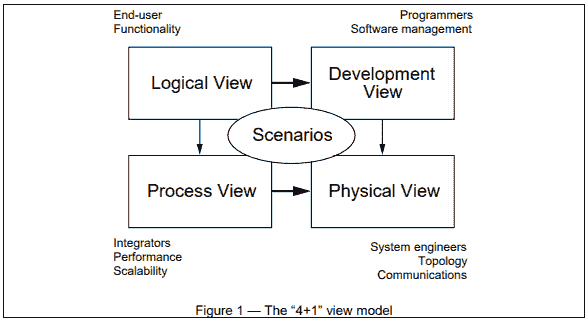 End-user
Functionality
Programmers
Software management
Logical View
Development
View
Scenarios
Process View
Physical View
Integrators
Performance
Scalability
System engineers
Topology
Communications
Figure 1 — The “4+1” view model